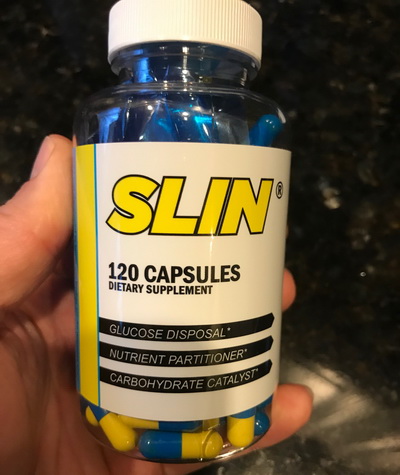 SLIN®
120 CAPSULES
DIETARY SUPPLEMENT
GLUCOSE DISPOSAL*
NUTRIENT PARTITIONER*
CARBOHYDRATE CATALYST*